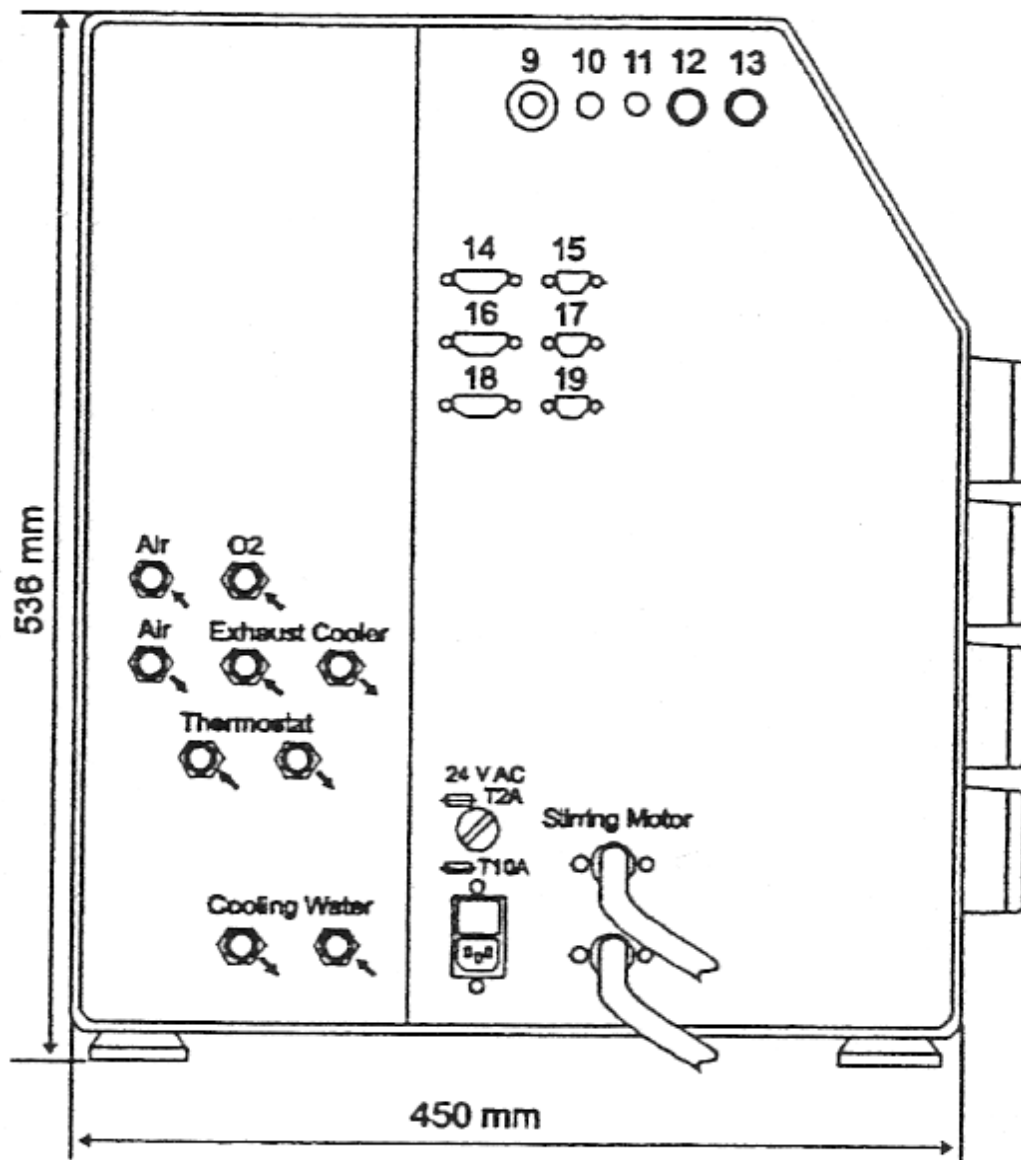 9 10 11 12 13
14 15
16 17
18 19
Air O2
Air Exhaust Cooler
Thermostat
24 V AC
T2A
Stirring Motor
T10A
Cooling Water
536 mm
450 mm